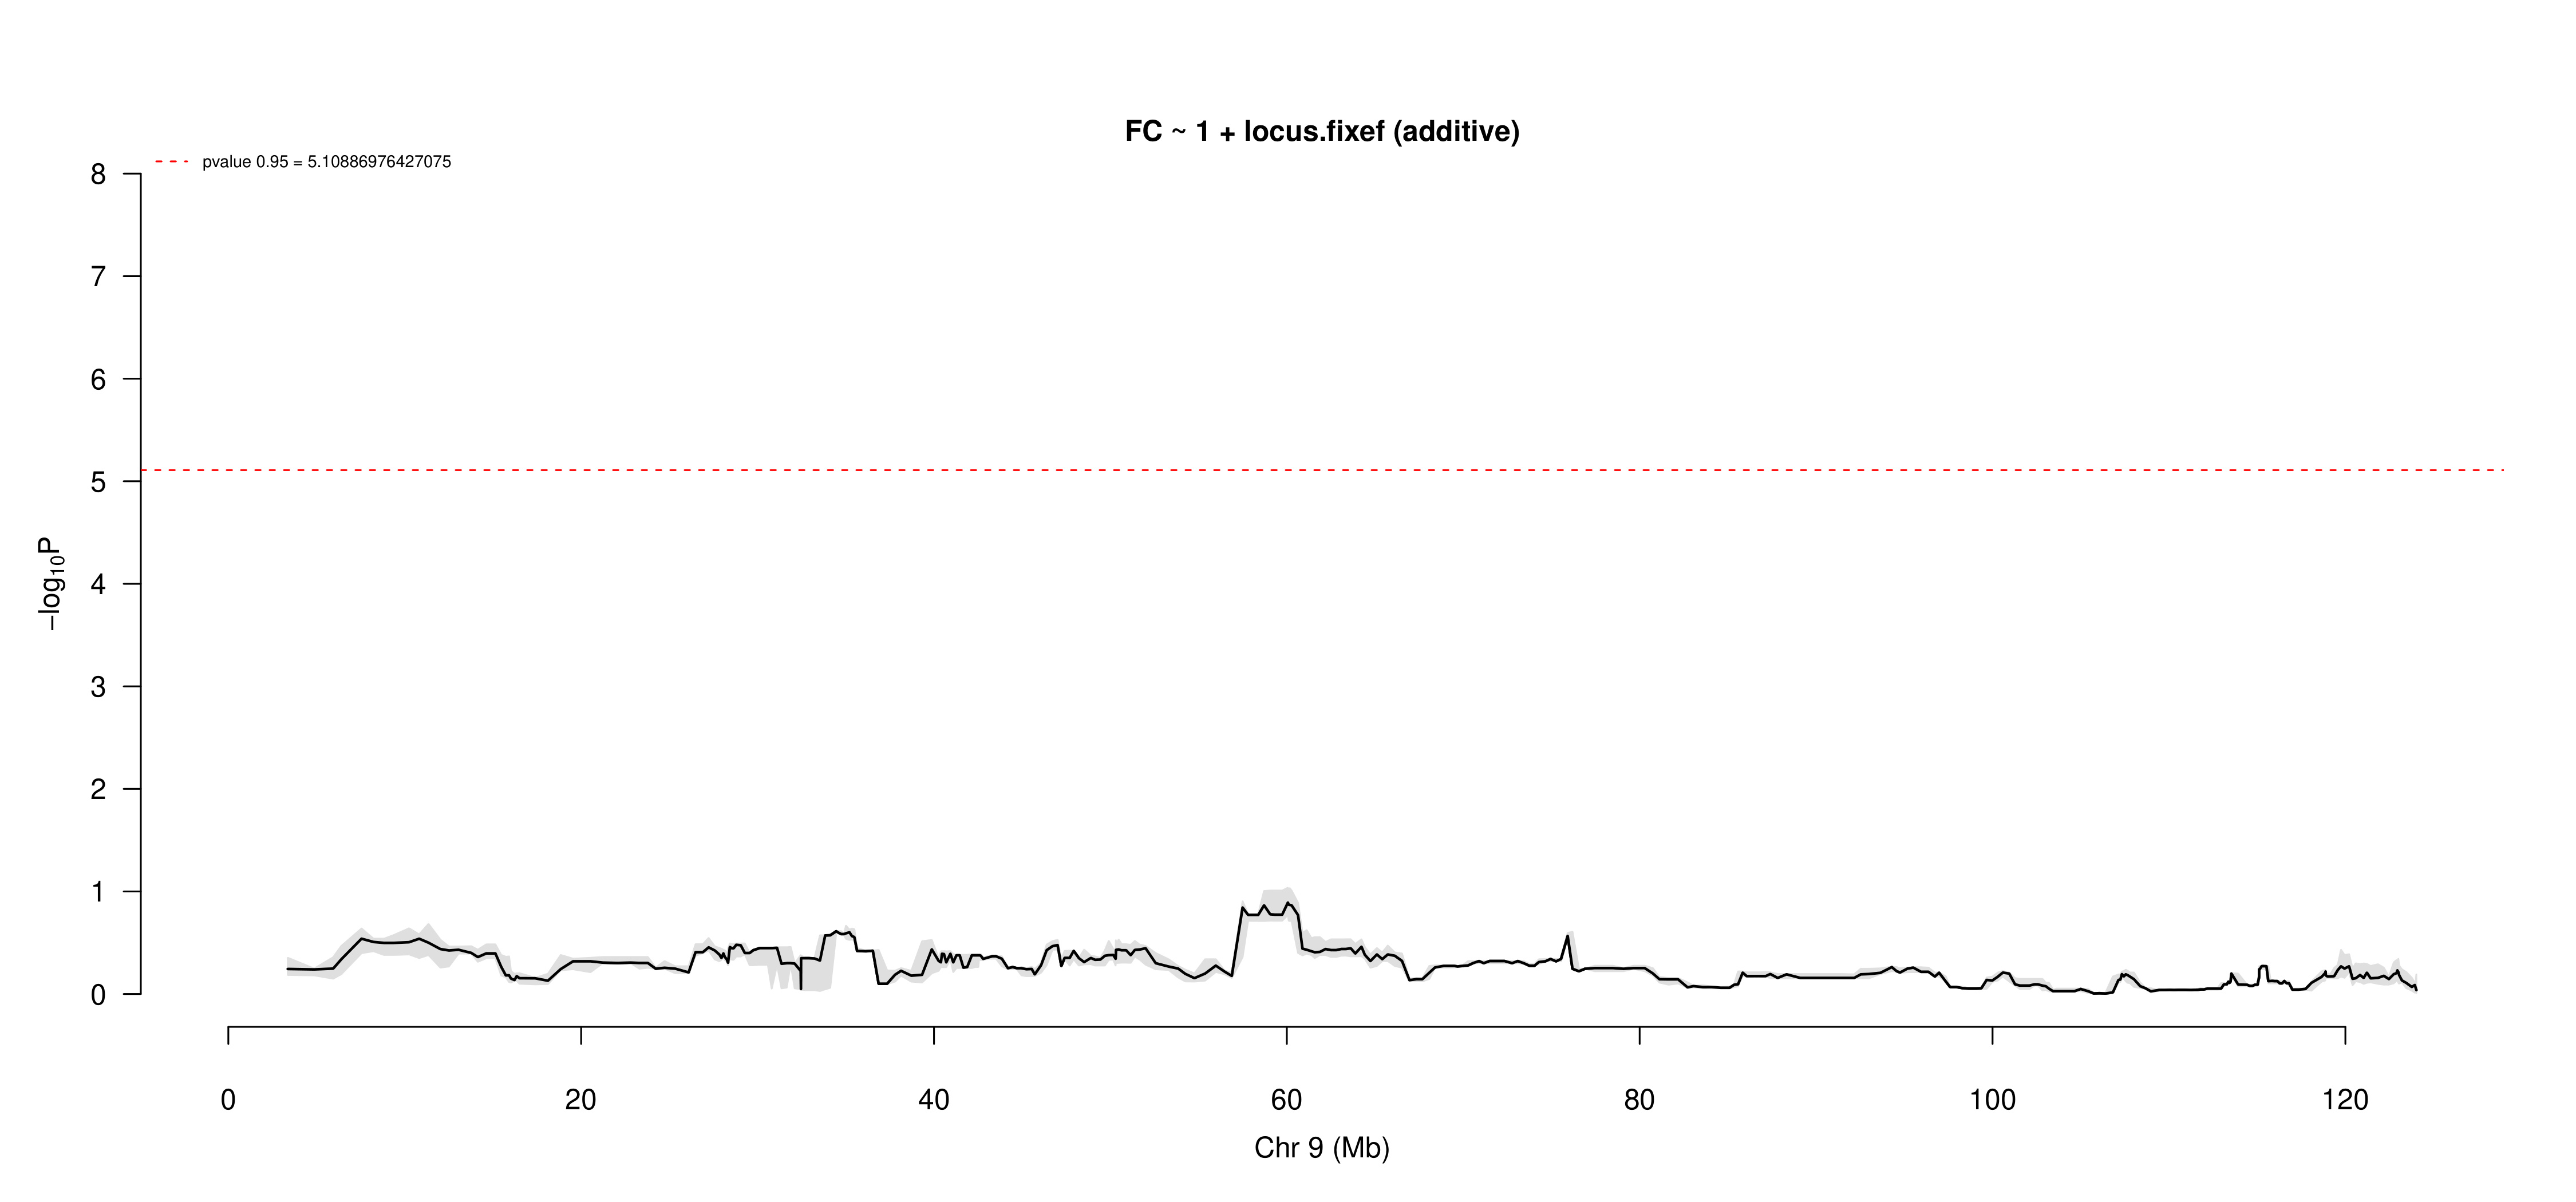 FC ~ 1 + locus.fixef (additive)
pvalue 0.95 = 5.10886976427075
8
7
6
5
4
3
2
1
0
−log10P
0 20 40 60 80 100 120
Chr 9 (Mb)